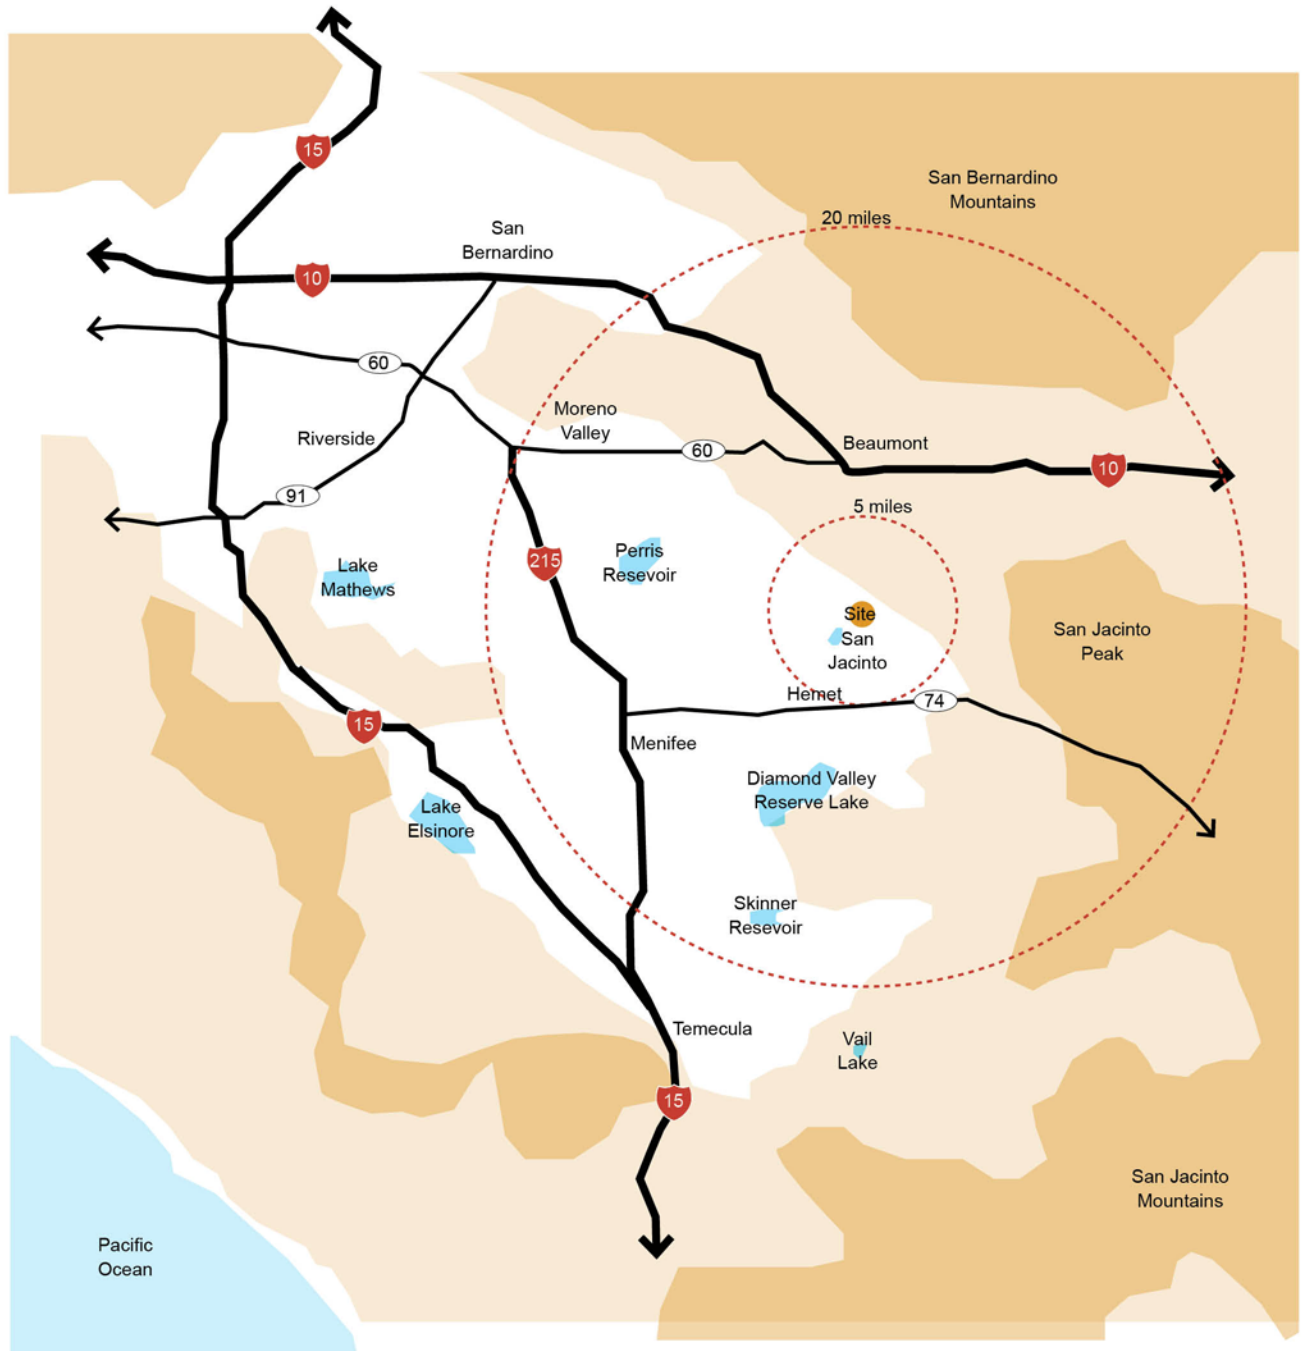 15
San Bernardino
Mountains
20 miles
San
Bernardino
10
60
Moreno
Valley
Riverside
60
Beaumont
10
91
5 miles
215
Perris
Resevoir
Lake
Mathews
Site
San
Jacinto
San Jacinto
Peak
Hemet
74
15
Menifee
Diamond Valley
Reserve Lake
Lake
Elsinore
Skinner
Resevoir
Temecula
Vail
Lake
15
San Jacinto
Mountains
Pacific
Ocean